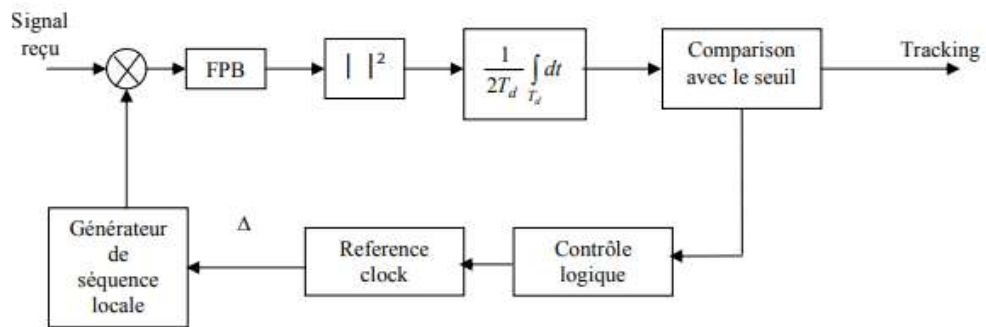 Signal
reçu
FPB
| |²
1
2T_d
∫
T_d
dt
Comparison
avec le seuil
Tracking
Générateur
de
séquence
locale
Δ
Reference
clock
Contrôle
logique